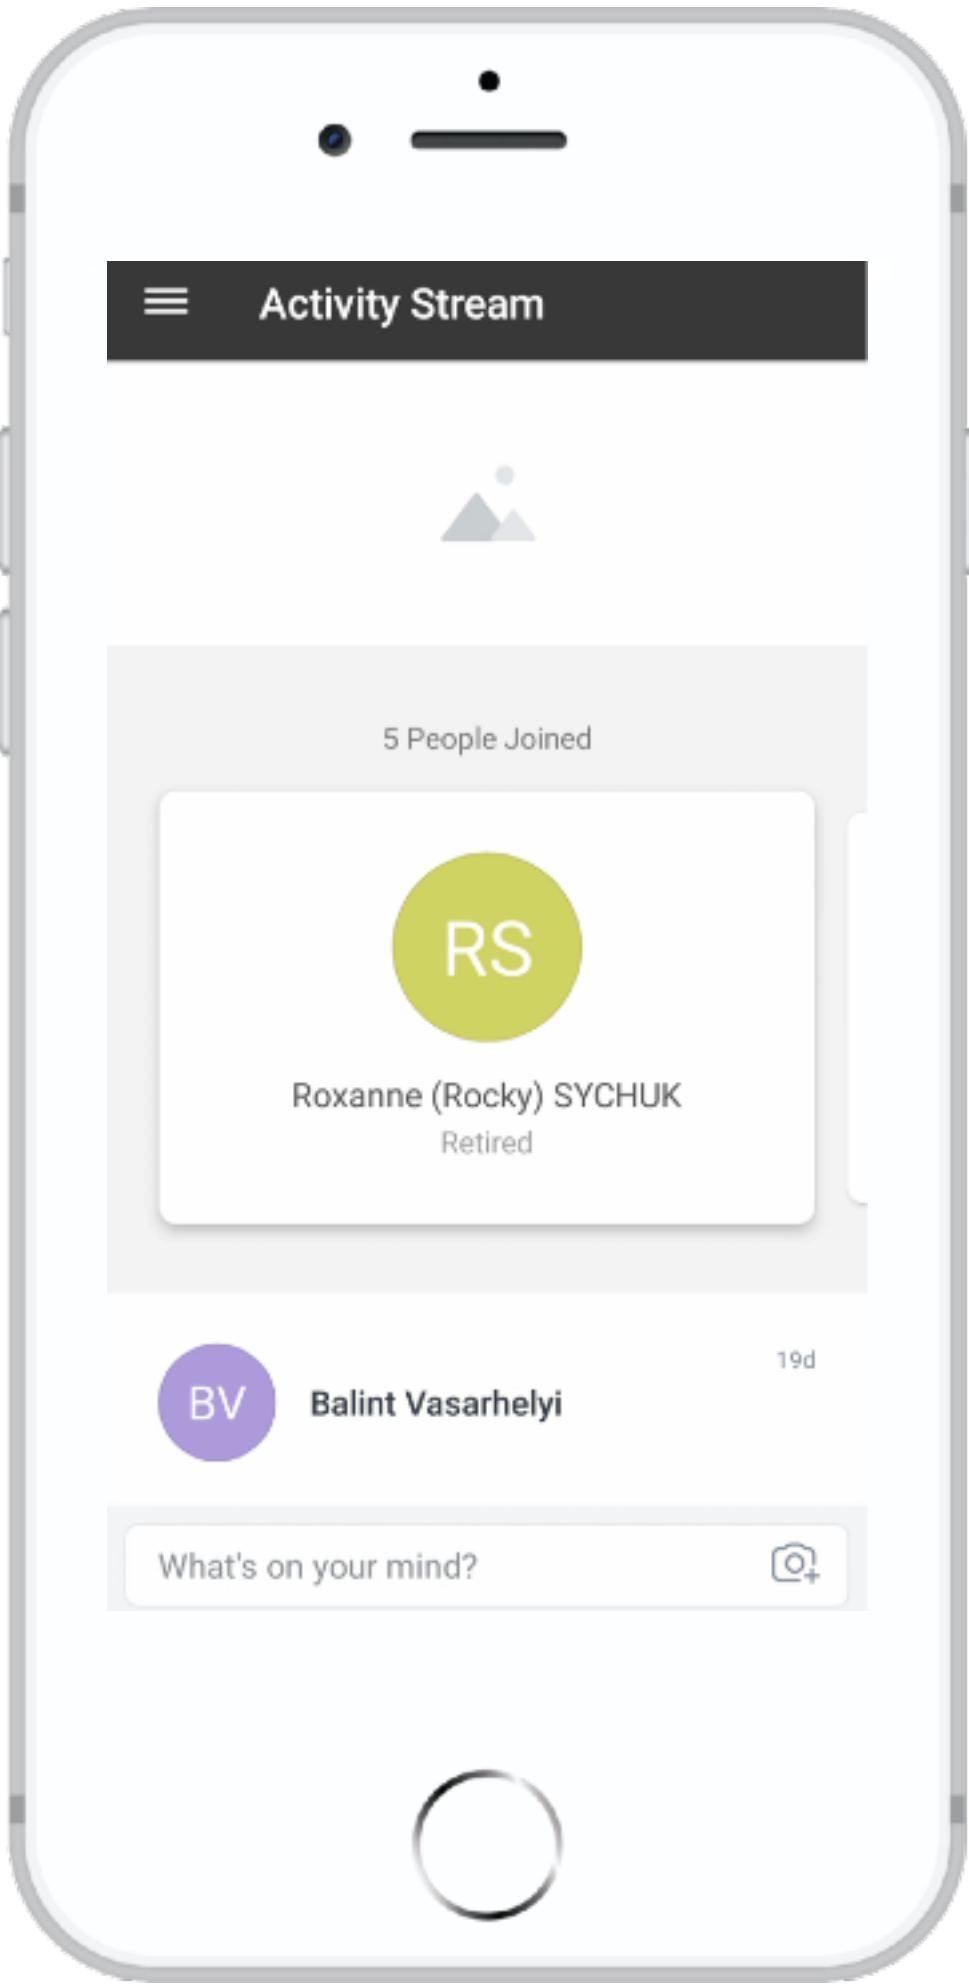 Activity Stream
5 People Joined
RS
Roxanne (Rocky) SYCHUK
Retired
19d
BV
Balint Vasarhelyi
What's on your mind?